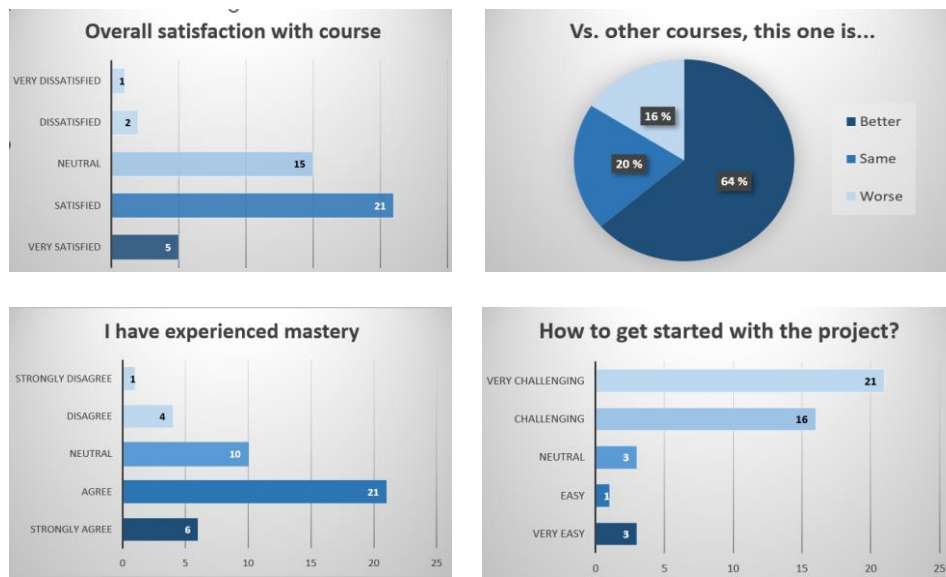 Overall satisfaction with course
VERY DISSATISFIED 1
DISSATISFIED 2
NEUTRAL 15
SATISFIED 21
VERY SATISFIED 5
Vs. other courses, this one is...
16 %
20 %
64 %
Better
Same
Worse
I have experienced mastery
STRONGLY DISAGREE 1
DISAGREE 4
NEUTRAL 10
AGREE 21
STRONGLY AGREE 6
0 5 10 15 20 25
How to get started with the project?
VERY CHALLENGING 21
CHALLENGING 16
NEUTRAL 3
EASY 1
VERY EASY 3
0 5 10 15 20 25